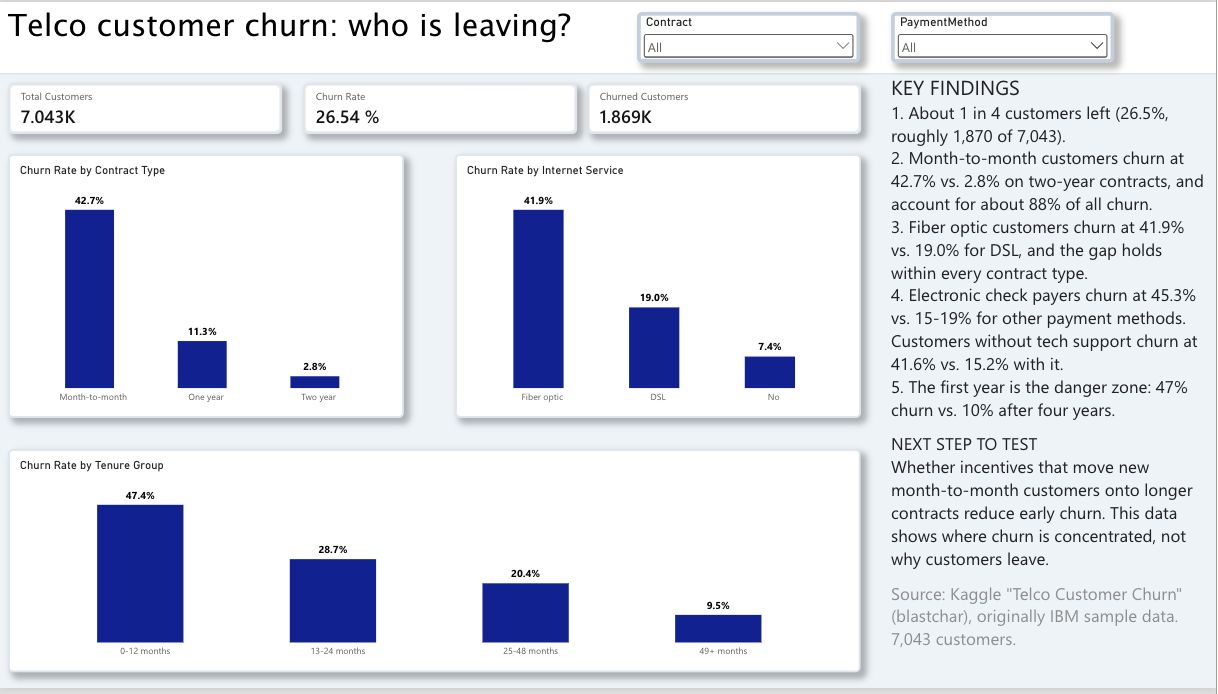 Telco customer churn: who is leaving?
Contract
All
PaymentMethod
All
Total Customers
7.043K
Churn Rate
26.54 %
Churned Customers
1.869K
Churn Rate by Contract Type
42.7%
11.3%
2.8%
Month-to-month
One year
Two year
Churn Rate by Internet Service
41.9%
19.0%
7.4%
Fiber optic
DSL
No
Churn Rate by Tenure Group
47.4%
28.7%
20.4%
9.5%
0-12 months
13-24 months
25-48 months
49+ months
KEY FINDINGS
1. About 1 in 4 customers left (26.5%,
roughly 1,870 of 7,043).
2. Month-to-month customers churn at
42.7% vs. 2.8% on two-year contracts, and
account for about 88% of all churn.
3. Fiber optic customers churn at 41.9%
vs. 19.0% for DSL, and the gap holds
within every contract type.
4. Electronic check payers churn at 45.3%
vs. 15-19% for other payment methods.
Customers without tech support churn at
41.6% vs. 15.2% with it.
5. The first year is the danger zone: 47%
churn vs. 10% after four years.
NEXT STEP TO TEST
Whether incentives that move new
month-to-month customers onto longer
contracts reduce early churn. This data
shows where churn is concentrated, not
why customers leave.
Source: Kaggle "Telco Customer Churn"
(blastchar), originally IBM sample data.
7,043 customers.